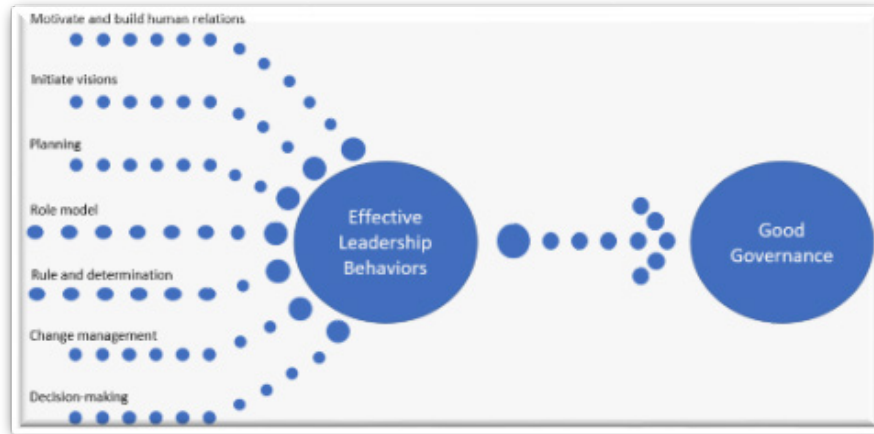 Motivate and build human relations
Initiate visions
Planning
Role model
Rule and determination
Change management
Decision-making
Effective
Leadership
Behaviors
Good
Governance